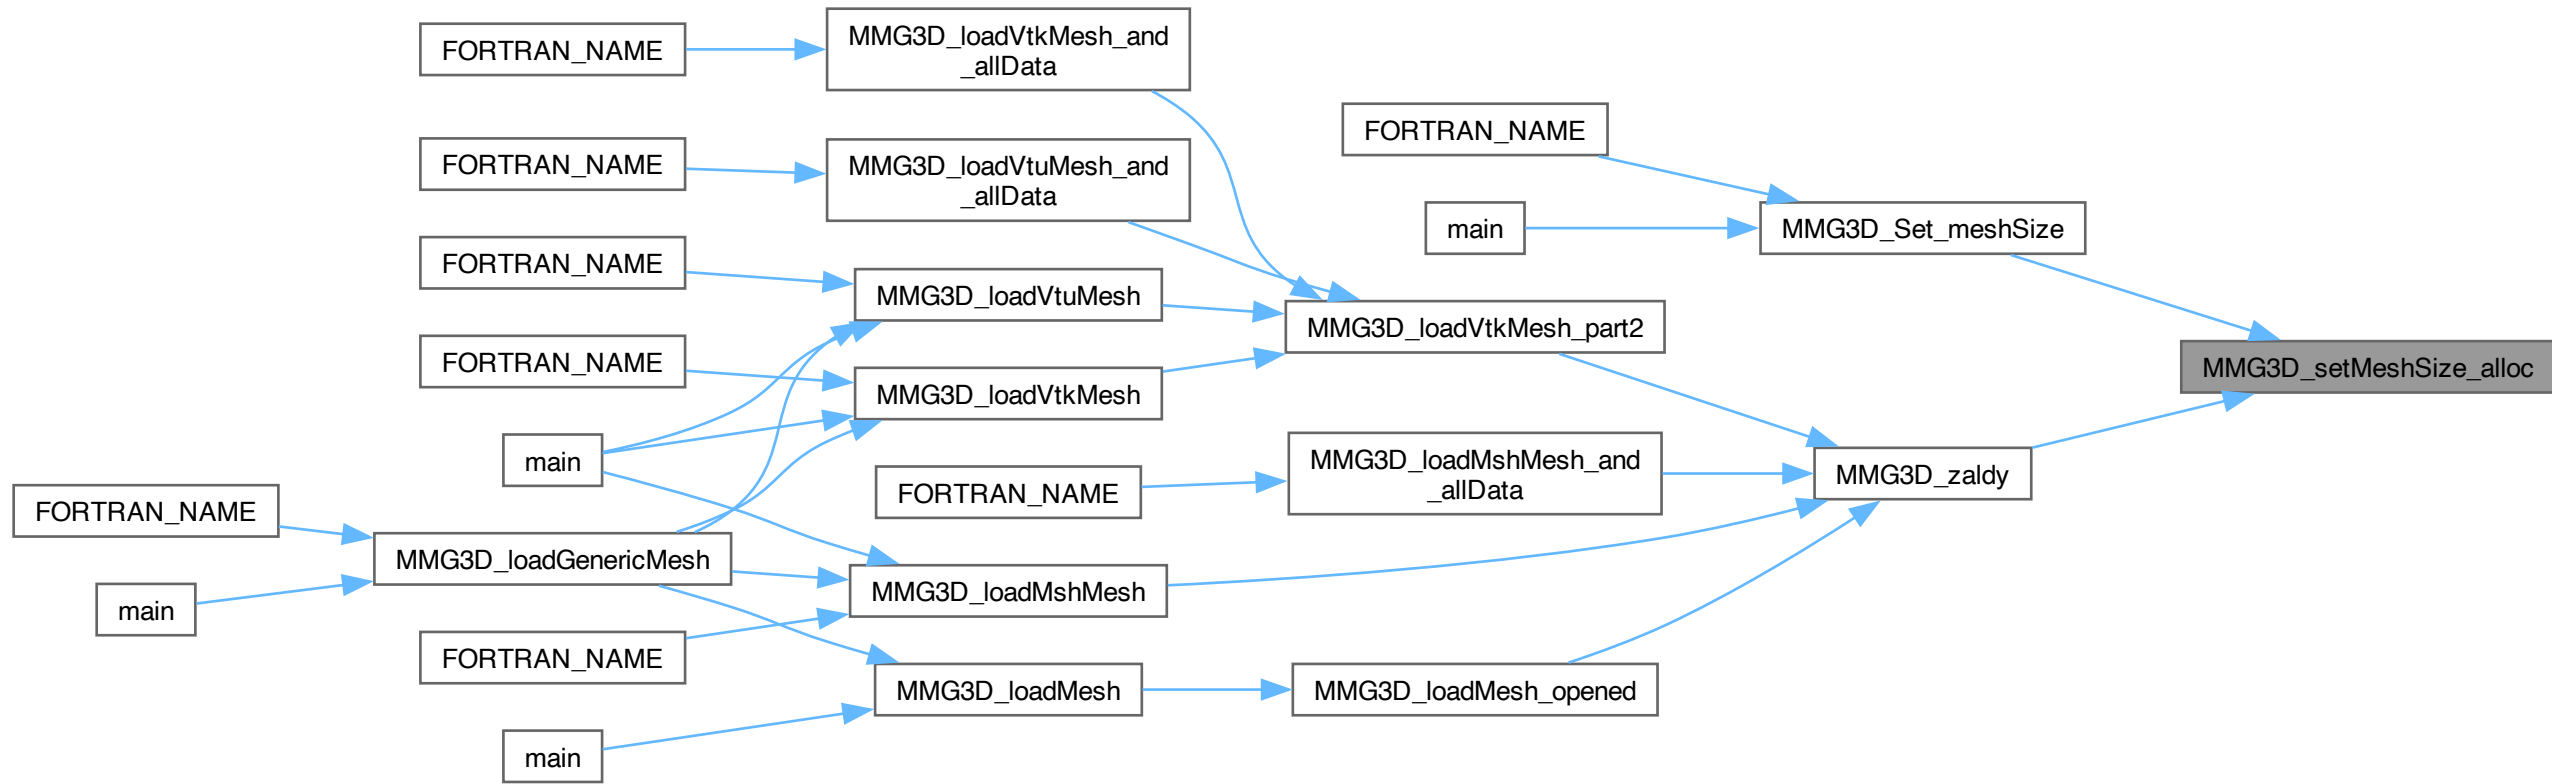 FORTRAN_NAME
MMG3D_loadVtkMesh_and
_allData
FORTRAN_NAME
MMG3D_loadVtuMesh_and
_allData
FORTRAN_NAME
MMG3D_loadVtuMesh
FORTRAN_NAME
MMG3D_loadVtkMesh
main
FORTRAN_NAME
MMG3D_loadGenericMesh
main
FORTRAN_NAME
MMG3D_loadMshMesh
FORTRAN_NAME
MMG3D_loadMesh
main
FORTRAN_NAME
main
MMG3D_Set_meshSize
MMG3D_loadVtkMesh_part2
MMG3D_loadMshMesh_and
_allData
MMG3D_zaldy
MMG3D_loadMesh_opened
MMG3D_setMeshSize_alloc